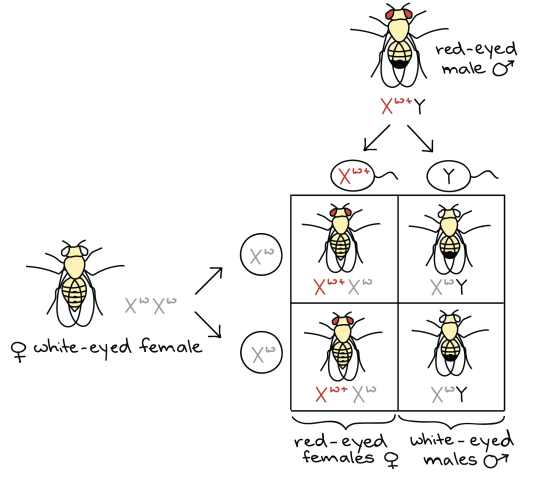 red-eyed
male ♂
X^w+ Y
X^w+
Y
X^w
X^w+ X^w
X^w Y
X^w X^w
♀ white-eyed female
X^w
X^w+ X^w
X^w Y
red-eyed
females ♀
white-eyed
males ♂